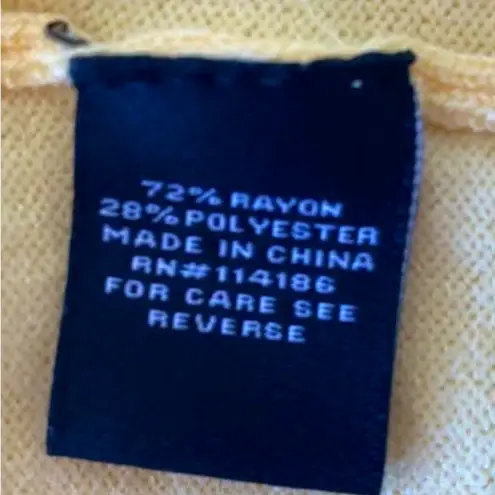 72% RAYON
28% POLYESTER
MADE IN CHINA
RN#114186
FOR CARE SEE
REVERSE